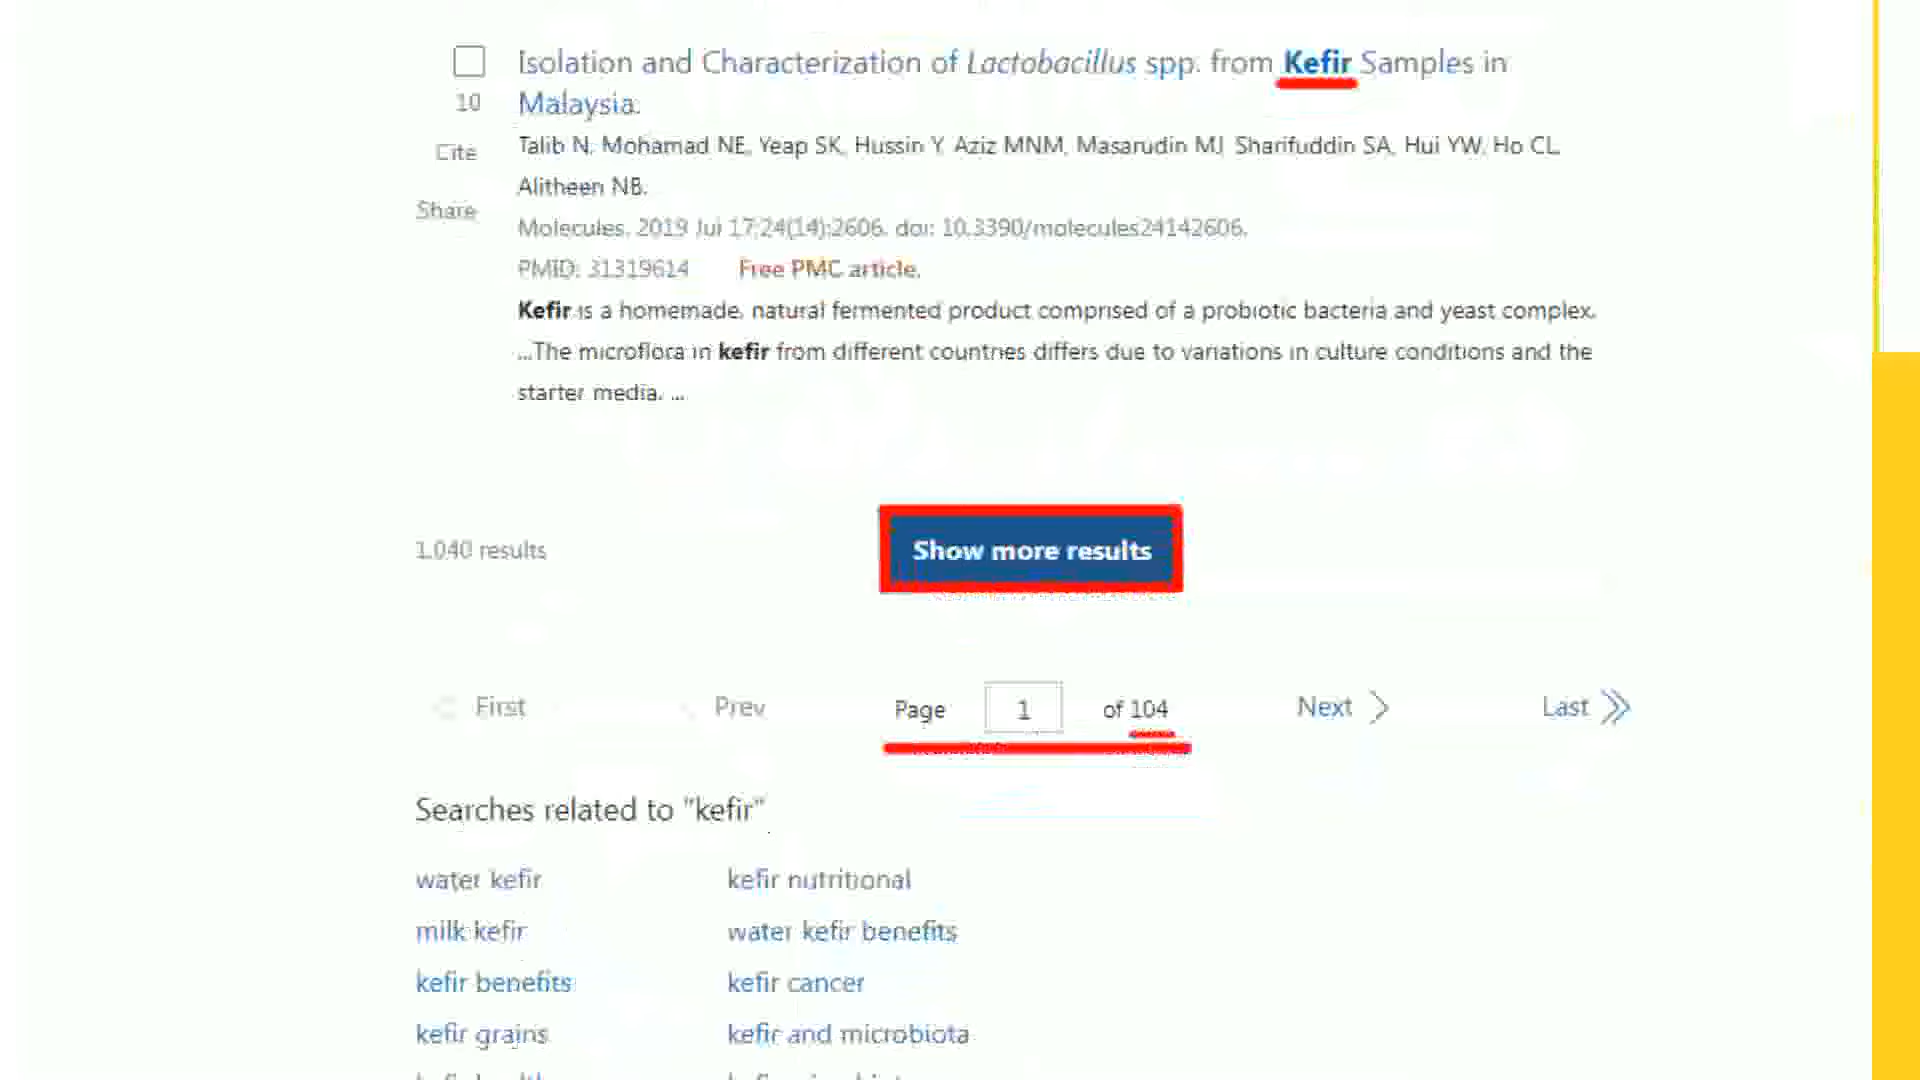 Isolation and Characterization of Lactobacillus spp. from Kefir Samples in
10 Malaysia.
Cite Talib N, Mohamad NE, Yeap SK, Hussin Y, Aziz MNM, Masarudin MJ, Sharifuddin SA, Hui YW, Ho CL,
Alitheen NB.
Share
Molecules. 2019 Jul 17;24(14):2606. doi: 10.3390/molecules24142606.
PMID: 31319614 Free PMC article.
Kefir is a homemade, natural fermented product comprised of a probiotic bacteria and yeast complex.
...The microflora in kefir from different countries differs due to variations in culture conditions and the
starter media. ...
1,040 results Show more results
First Prev Page 1 of 104 Next Last
Searches related to "kefir"
water kefir kefir nutritional
milk kefir water kefir benefits
kefir benefits kefir cancer
kefir grains kefir and microbiota